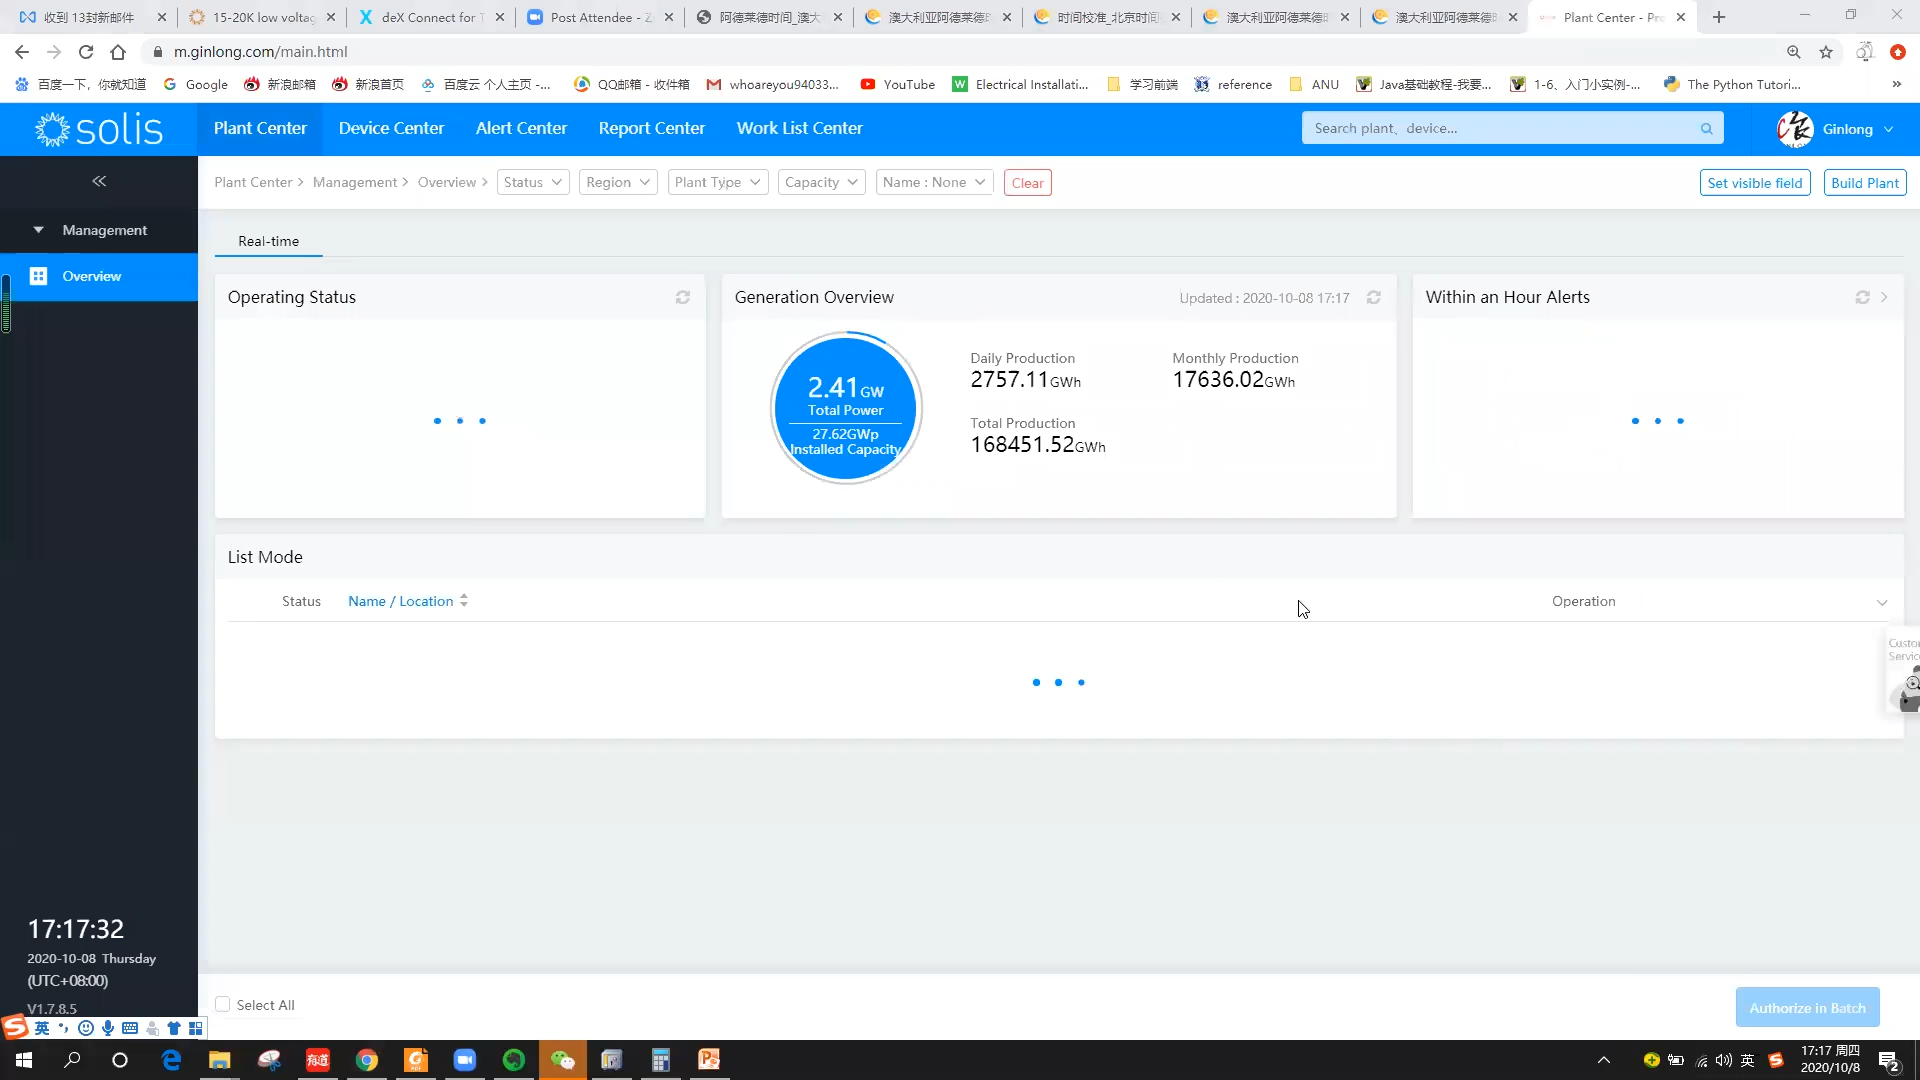 收到 13封新邮件
15-20K low voltag
deX Connect for T
Post Attendee - Z
阿德莱德时间_澳大
澳大利亚阿德莱德时
时间校准_北京时间
澳大利亚阿德莱德时
澳大利亚阿德莱德时
Plant Center - Pro
m.ginlong.com/main.html
百度一下，你就知道
Google
新浪邮箱
新浪首页
百度云 个人主页 -...
QQ邮箱 - 收件箱
whoareyou94033...
YouTube
Electrical Installati...
学习前端
reference
ANU
Java基础教程-我要...
1-6、入门小实例-...
The Python Tutori...
solis
Plant Center
Device Center
Alert Center
Report Center
Work List Center
Search plant、device...
Ginlong
Plant Center >
Management >
Overview >
Status
Region
Plant Type
Capacity
Name : None
Clear
Set visible field
Build Plant
Management
Overview
Real-time
Operating Status
Generation Overview
Updated : 2020-10-08 17:17
Within an Hour Alerts
2.41GW
Total Power
27.62GWp
Installed Capacity
Daily Production
2757.11GWh
Monthly Production
17636.02GWh
Total Production
168451.52GWh
List Mode
Status
Name / Location
Operation
Custom
Service
17:17:32
2020-10-08 Thursday
(UTC+08:00)
V1.7.8.5
Select All
Authorize in Batch
英
有道
英
17:17 周四
2020/10/8
2